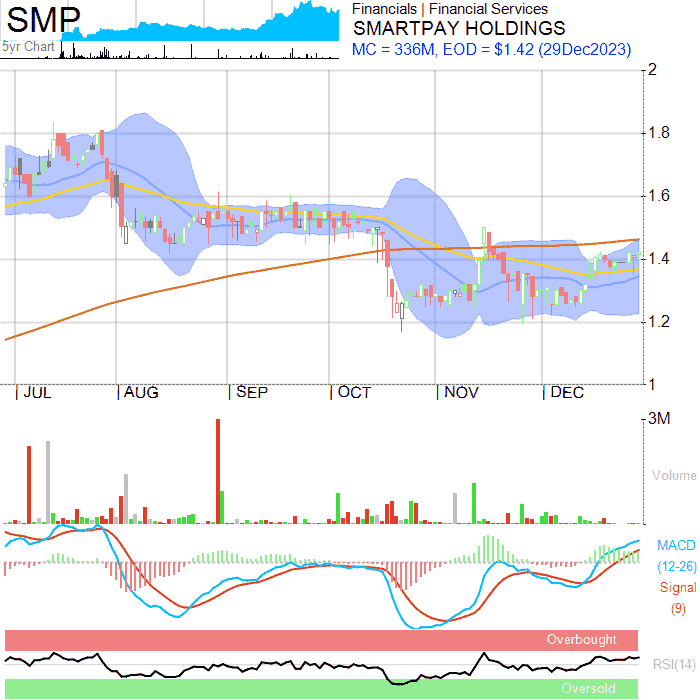 SMP
5yr Chart
Financials | Financial Services
SMARTPAY HOLDINGS
MC = 336M, EOD = $1.42 (29Dec2023)
2
1.8
1.6
1.4
1.2
1
JUL AUG SEP OCT NOV DEC
3M
Volume
MACD
(12-26)
Signal
(9)
Overbought
RSI(14)
Oversold